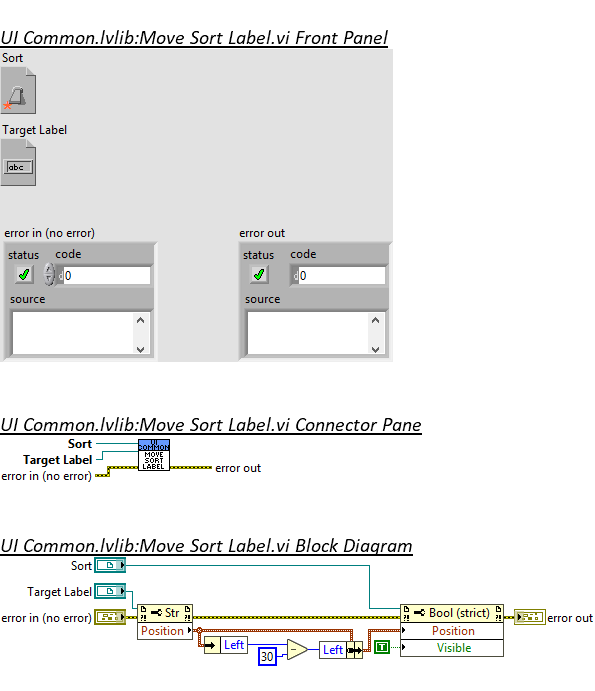 UI Common.lvlib:Move Sort Label.vi Front Panel
Sort
Target Label
abc
error in (no error)
error out
status code
status code
0
0
source
source
UI Common.lvlib:Move Sort Label.vi Connector Pane
Sort
UI
COMMON
Target Label
MOVE
SORT
LABEL
error in (no error)
error out
UI Common.lvlib:Move Sort Label.vi Block Diagram
Sort
Target Label
error in (no error)
Str
Bool (strict)
error out
Position
Position
Left
30
Left
T
Visible